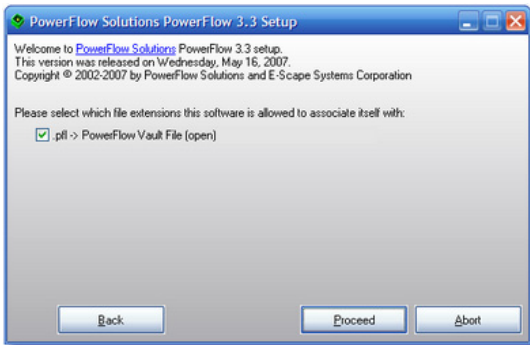 PowerFlow Solutions PowerFlow 3.3 Setup
Welcome to PowerFlow Solutions PowerFlow 3.3 setup.
This version was released on Wednesday, May 16, 2007.
Copyright © 2002-2007 by PowerFlow Solutions and E-Scape Systems Corporation
Please select which file extensions this software is allowed to associate itself with:
.pfl -> PowerFlow Vault File (open)
Back Proceed Abort